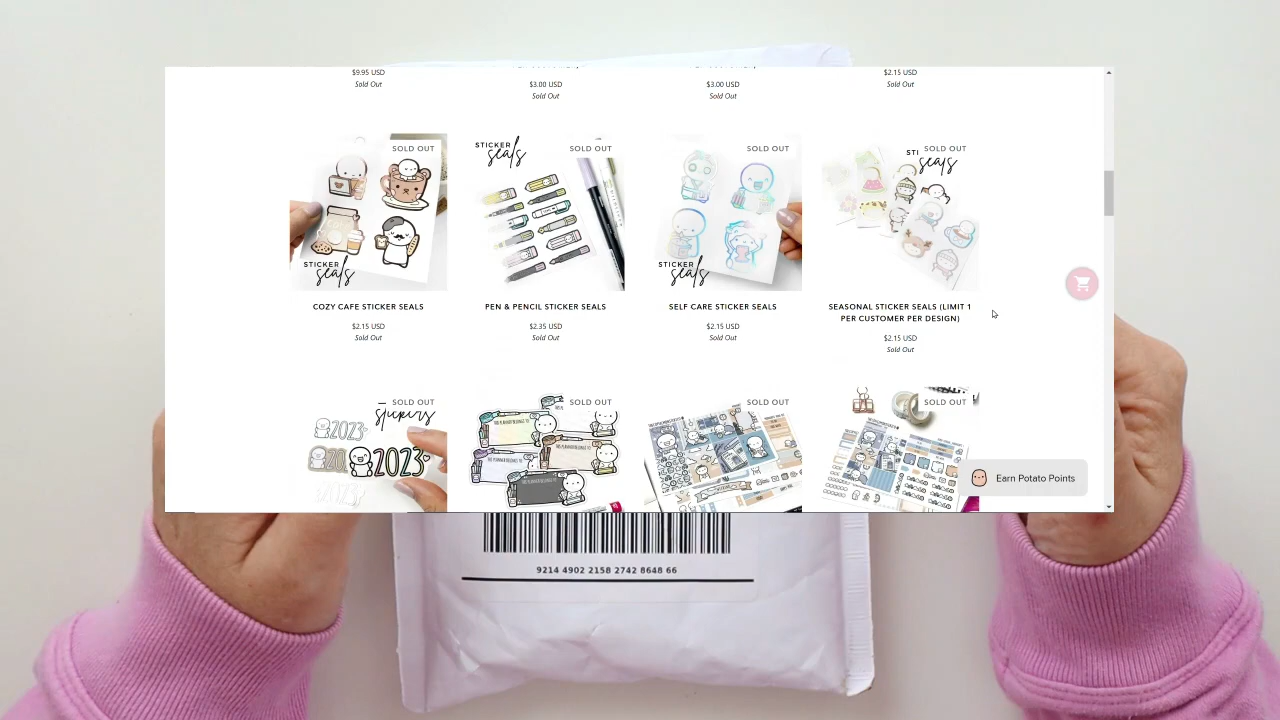 $9.95 USD
Sold Out
$3.00 USD
Sold Out
$3.00 USD
Sold Out
$2.15 USD
Sold Out
SOLD OUT
STICKER
seals
COZY CAFE STICKER SEALS
$2.15 USD
Sold Out
STICKER
seals
SOLD OUT
PEN & PENCIL STICKER SEALS
$2.35 USD
Sold Out
SOLD OUT
STICKER
seals
SELF CARE STICKER SEALS
$2.15 USD
Sold Out
STI
SOLD OUT
seals
SEASONAL STICKER SEALS (LIMIT 1
PER CUSTOMER PER DESIGN)
$2.15 USD
Sold Out
SOLD OUT
stickers
2023
2023
SOLD OUT
SOLD OUT
SOLD OUT
Earn Potato Points
9214 4902 2158 2742 8648 66